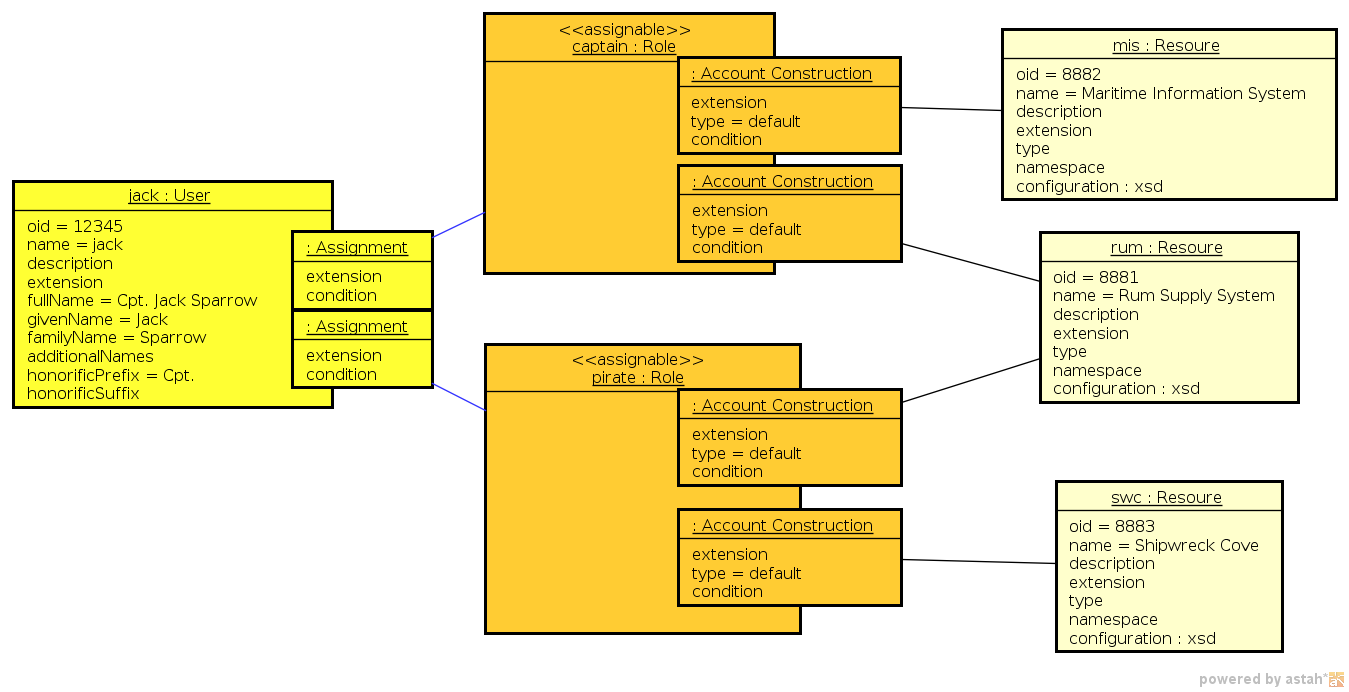 jack : User
oid = 12345
name = jack
description
extension
fullName = Cpt. Jack Sparrow
givenName = Jack
familyName = Sparrow
additionalNames
honorificPrefix = Cpt.
honorificSuffix
: Assignment
extension
condition
: Assignment
extension
condition
<<assignable>>
captain : Role
: Account Construction
extension
type = default
condition
: Account Construction
extension
type = default
condition
<<assignable>>
pirate : Role
: Account Construction
extension
type = default
condition
: Account Construction
extension
type = default
condition
mis : Resoure
oid = 8882
name = Maritime Information System
description
extension
type
namespace
configuration : xsd
rum : Resoure
oid = 8881
name = Rum Supply System
description
extension
type
namespace
configuration : xsd
swc : Resoure
oid = 8883
name = Shipwreck Cove
description
extension
type
namespace
configuration : xsd
powered by astah*